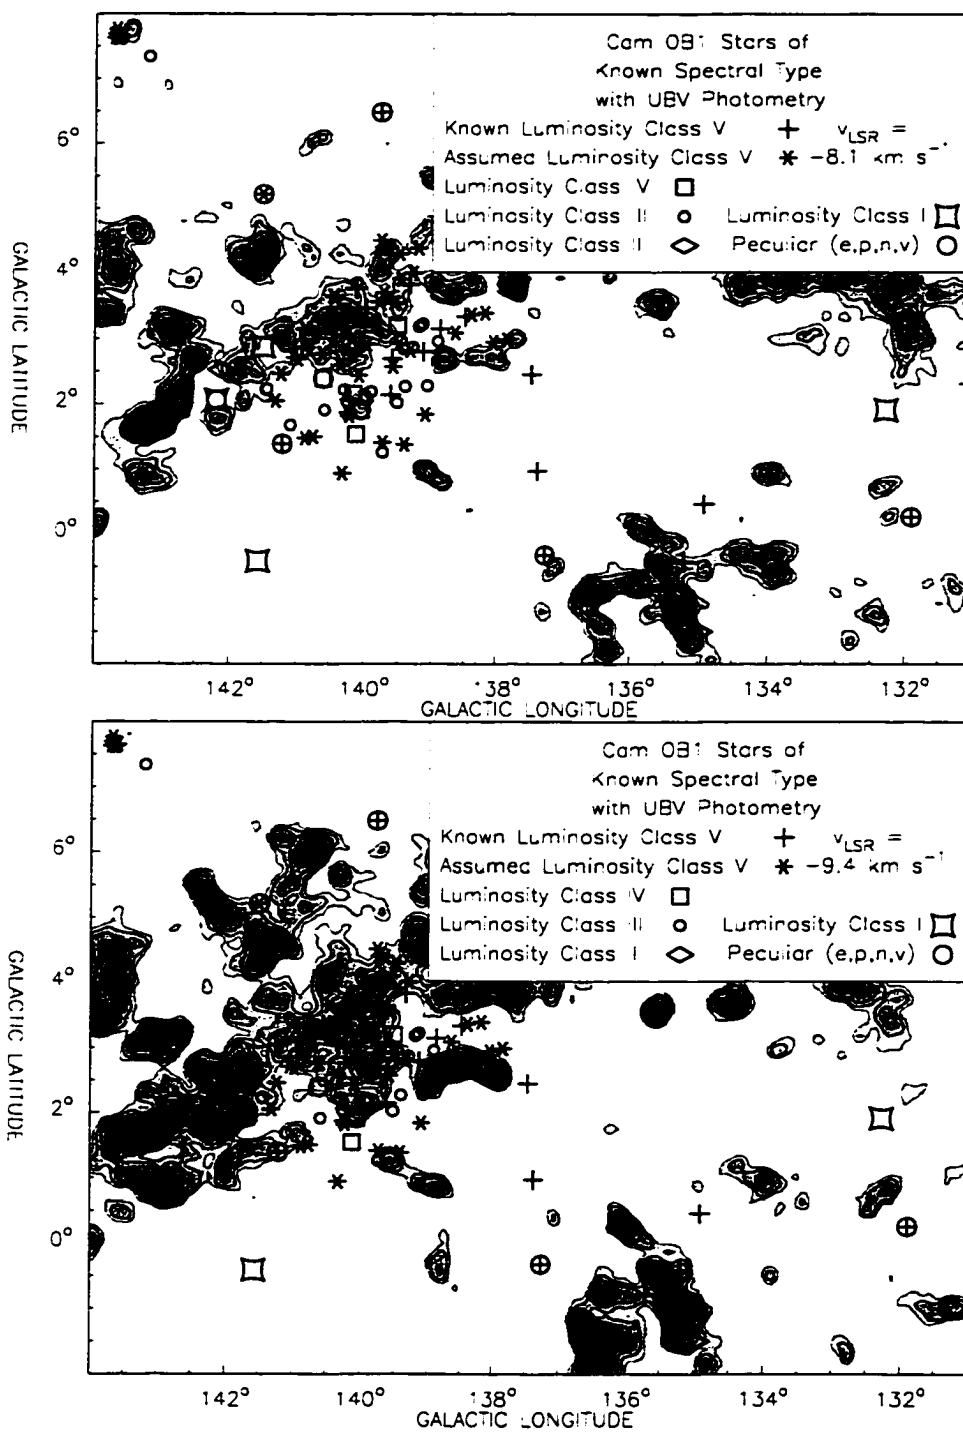 Cam OB1 Stars of
Known Spectral Type
with UBV Photometry
Known Luminosity Class V + v_LSR =
Assumed Luminosity Class V * -8.1 km s⁻¹
Luminosity Class
Luminosity Class Luminosity Class I
Luminosity Class Peculiar (e,p,n,v)
GALACTIC LATITUDE
6°
4°
2°
0°
142° 140° 138° 136° 134° 132°
GALACTIC LONGITUDE
Cam OB1 Stars of
Known Spectral Type
with UBV Photometry
Known Luminosity Class V + v_LSR =
Assumed Luminosity Class V * -9.4 km s⁻¹
Luminosity Class IV
Luminosity Class Luminosity Class I
Luminosity Class Peculiar (e,p,n,v)
GALACTIC LATITUDE
6°
4°
2°
0°
142° 140° 138° 136° 134° 132°
GALACTIC LONGITUDE